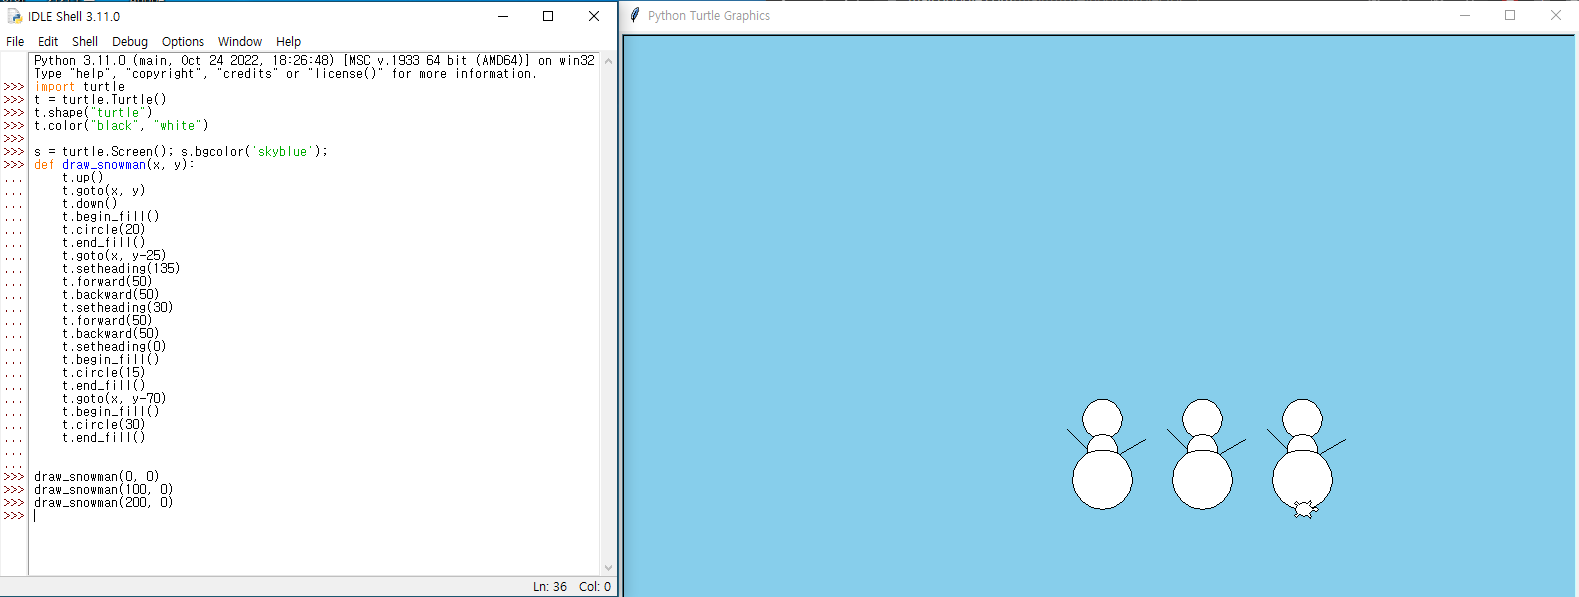 IDLE Shell 3.11.0
File Edit Shell Debug Options Window Help
Python 3.11.0 (main, Oct 24 2022, 18:26:48) [MSC v.1933 64 bit (AMD64)] on win32
Type "help", "copyright", "credits" or "license()" for more information.
>>> import turtle
>>> t = turtle.Turtle()
>>> t.shape("turtle")
>>> t.color("black", "white")
>>>
>>> s = turtle.Screen(); s.bgcolor('skyblue');
>>> def draw_snowman(x, y):
...     t.up()
...     t.goto(x, y)
...     t.down()
...     t.begin_fill()
...     t.circle(20)
...     t.end_fill()
...     t.goto(x, y-25)
...     t.setheading(135)
...     t.forward(50)
...     t.backward(50)
...     t.setheading(30)
...     t.forward(50)
...     t.backward(50)
...     t.setheading(0)
...     t.begin_fill()
...     t.circle(15)
...     t.end_fill()
...     t.goto(x, y-70)
...     t.begin_fill()
...     t.circle(30)
...     t.end_fill()
...
...
>>> draw_snowman(0, 0)
>>> draw_snowman(100, 0)
>>> draw_snowman(200, 0)
>>>
Ln: 36 Col: 0
Python Turtle Graphics